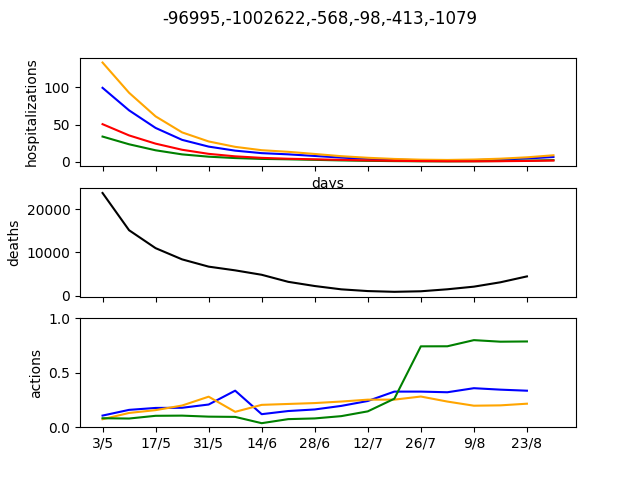 -96995,-1002622,-568,-98,-413,-1079
hospitalizations
100
50
0
days
deaths
20000
10000
0
actions
1.0
0.5
0.0
3/5 17/5 31/5 14/6 28/6 12/7 26/7 9/8 23/8